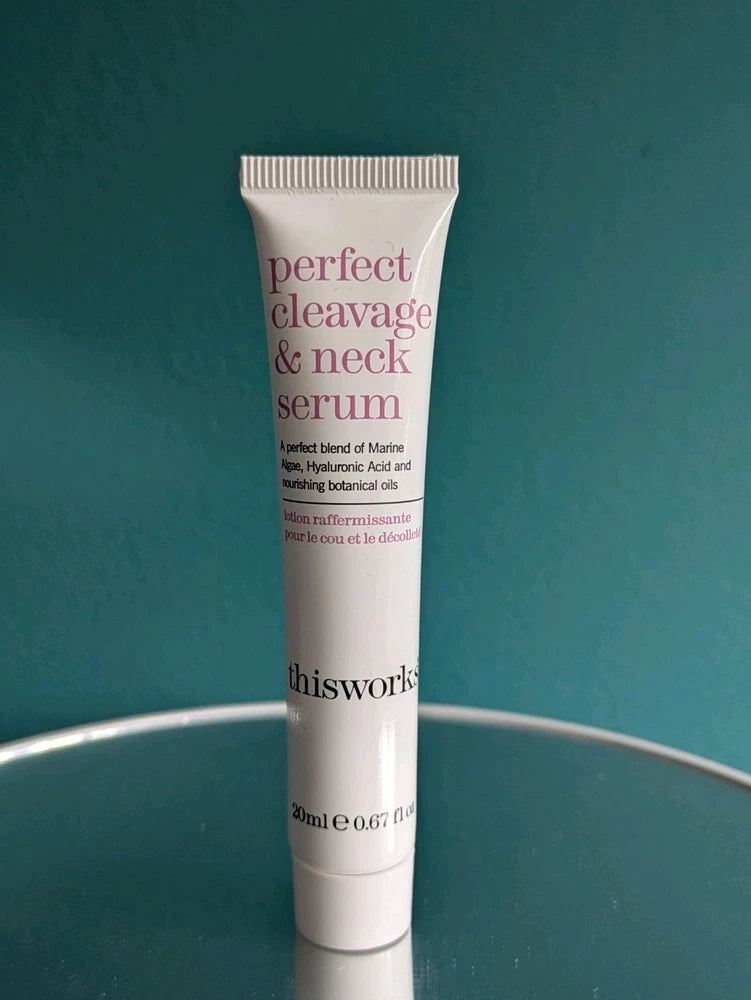 perfect
cleavage
& neck
serum
A perfect blend of Marine
Algae, Hyaluronic Acid and
nourishing botanical oils
lotion raffermissante
pour le cou et le décolleté
thisworks
20ml e 0.67 fl oz